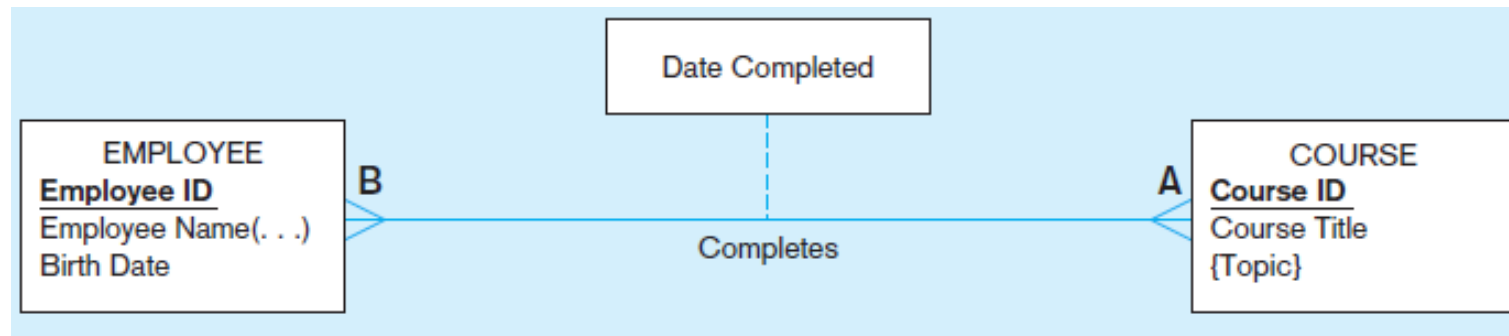 Date Completed
EMPLOYEE
Employee ID
Employee Name(. . .)
Birth Date
B
Completes
A
COURSE
Course ID
Course Title
{Topic}